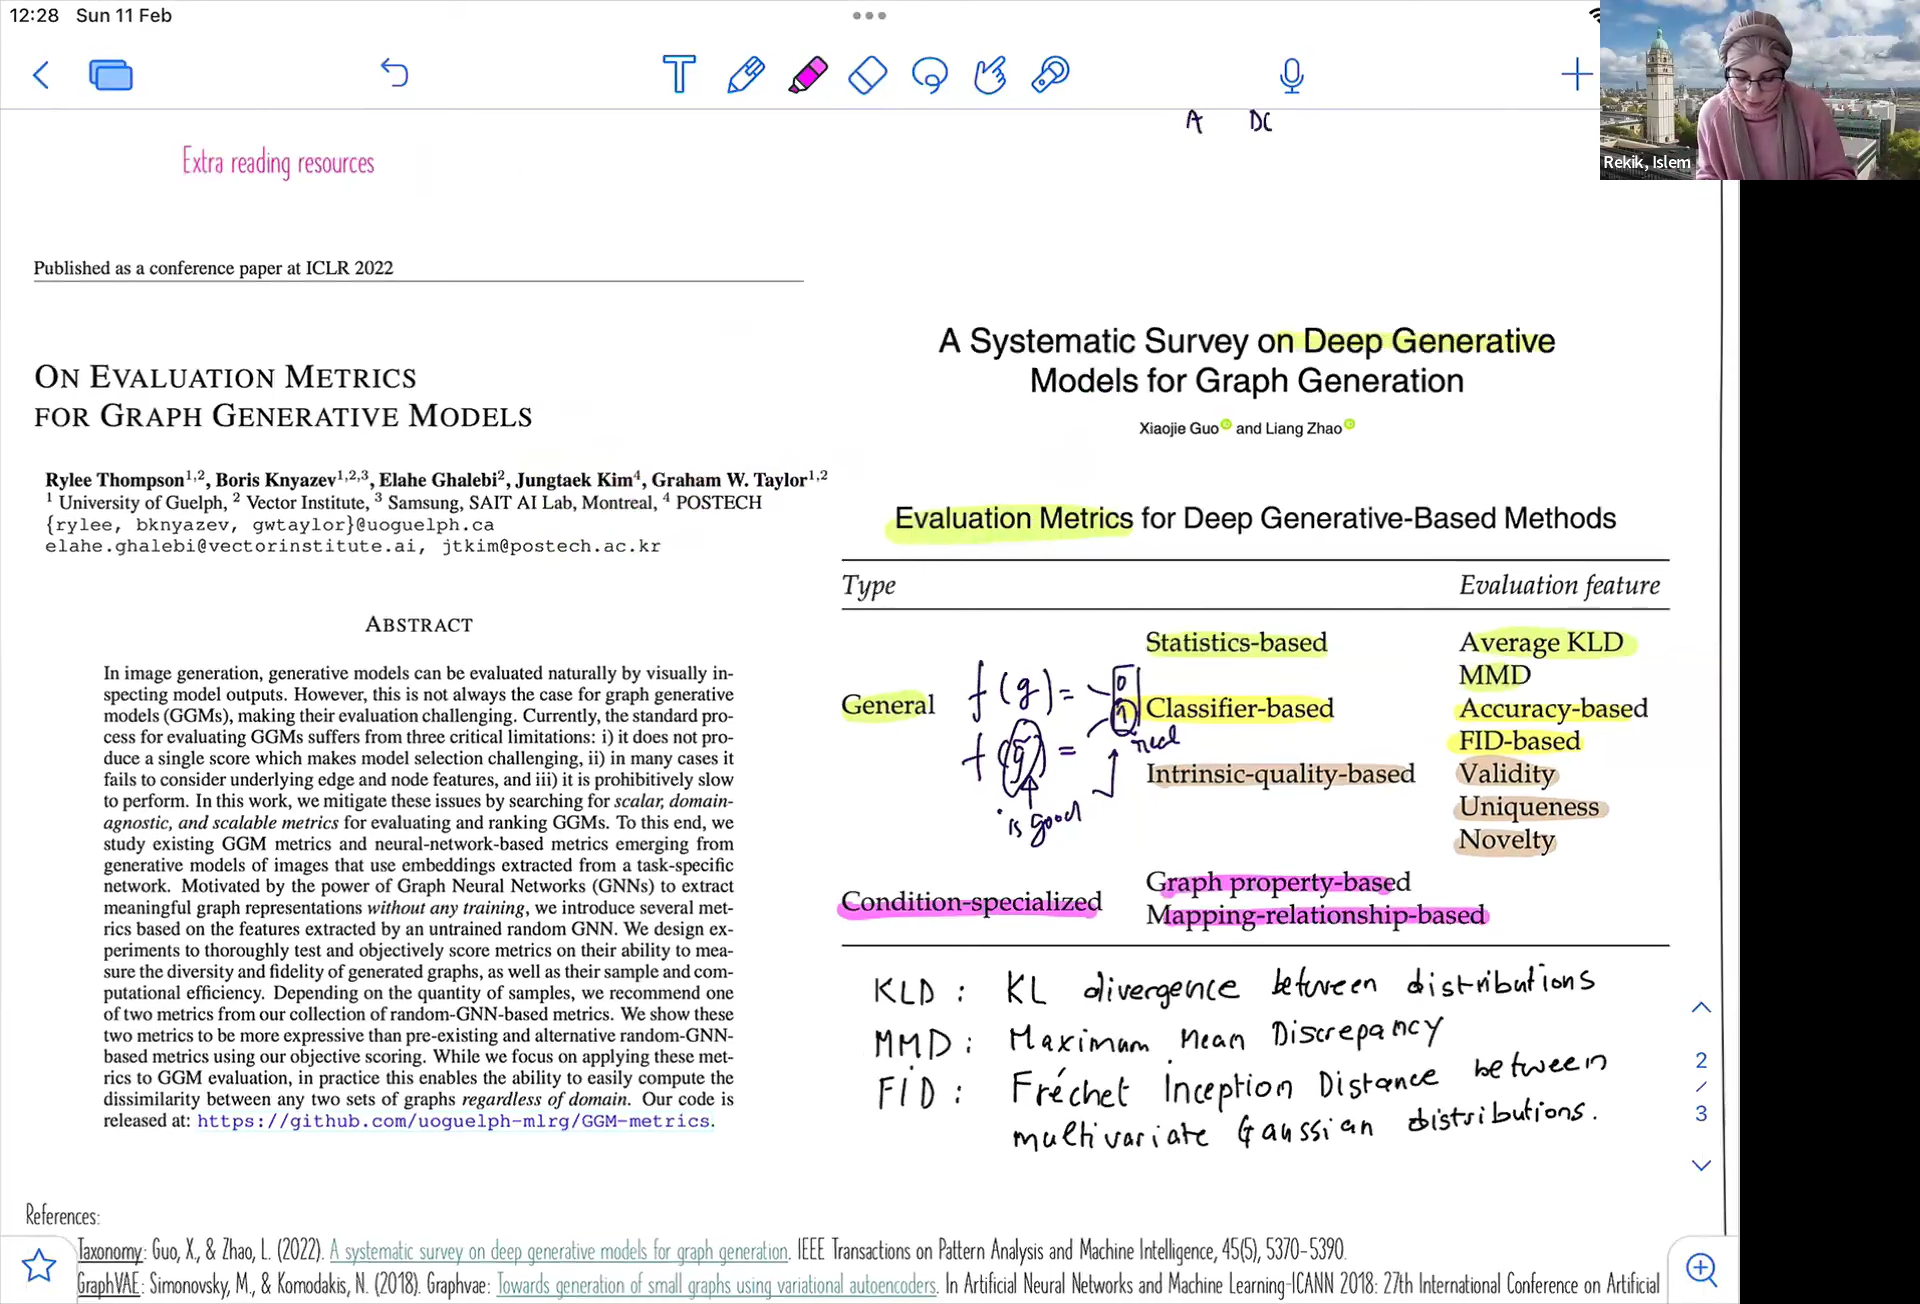 12:28 Sun 11 Feb
A DC
Rekik, Islem
Extra reading resources
Published as a conference paper at ICLR 2022
ON EVALUATION METRICS
FOR GRAPH GENERATIVE MODELS
Rylee Thompson1,2, Boris Knyazev1,2,3, Elahe Ghalebi2, Jungtaek Kim4, Graham W. Taylor1,2
1 University of Guelph, 2 Vector Institute, 3 Samsung, SAIT AI Lab, Montreal, 4 POSTECH
{rylee, bknyazev, gwtaylor}@uoguelph.ca
elahe.ghalebi@vectorinstitute.ai, jtkim@postech.ac.kr
ABSTRACT
In image generation, generative models can be evaluated naturally by visually in-
specting model outputs. However, this is not always the case for graph generative
models (GGMs), making their evaluation challenging. Currently, the standard pro-
cess for evaluating GGMs suffers from three critical limitations: i) it does not pro-
duce a single score which makes model selection challenging, ii) in many cases it
fails to consider underlying edge and node features, and iii) it is prohibitively slow
to perform. In this work, we mitigate these issues by searching for scalar, domain-
agnostic, and scalable metrics for evaluating and ranking GGMs. To this end, we
study existing GGM metrics and neural-network-based metrics emerging from
generative models of images that use embeddings extracted from a task-specific
network. Motivated by the power of Graph Neural Networks (GNNs) to extract
meaningful graph representations without any training, we introduce several met-
rics based on the features extracted by an untrained random GNN. We design ex-
periments to thoroughly test and objectively score metrics on their ability to mea-
sure the diversity and fidelity of generated graphs, as well as their sample and com-
putational efficiency. Depending on the quantity of samples, we recommend one
of two metrics from our collection of random-GNN-based metrics. We show these
two metrics to be more expressive than pre-existing and alternative random-GNN-
based metrics using our objective scoring. While we focus on applying these met-
rics to GGM evaluation, in practice this enables the ability to easily compute the
dissimilarity between any two sets of graphs regardless of domain. Our code is
released at: https://github.com/uoguelph-mlrg/GGM-metrics.
A Systematic Survey on Deep Generative
Models for Graph Generation
Xiaojie Guo and Liang Zhao
Evaluation Metrics for Deep Generative-Based Methods
Type Evaluation feature
Statistics-based Average KLD
MMD
General f(g) = 0 Classifier-based Accuracy-based
1 real
f(g̃) = FID-based
Intrinsic-quality-based Validity
is good Uniqueness
Novelty
Condition-specialized Graph property-based
Mapping-relationship-based
KLD : KL divergence between distributions
MMD : Maximum Mean Discrepancy
FID : Fréchet Inception Distance between
multivariate Gaussian distributions.
2
/
3
References:
Taxonomy: Guo, X., & Zhao, L. (2022). A systematic survey on deep generative models for graph generation. IEEE Transactions on Pattern Analysis and Machine Intelligence, 45(5), 5370-5390.
GraphVAE: Simonovsky, M., & Komodakis, N. (2018). Graphvae: Towards generation of small graphs using variational autoencoders. In Artificial Neural Networks and Machine Learning-ICANN 2018: 27th International Conference on Artificial